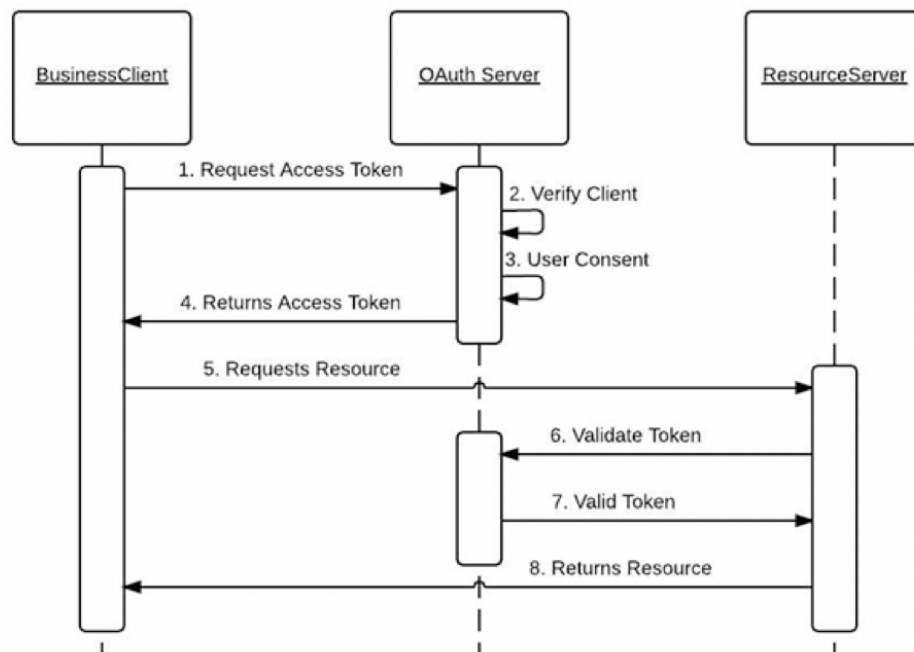 BusinessClient
OAuth Server
ResourceServer
1. Request Access Token
2. Verify Client
3. User Consent
4. Returns Access Token
5. Requests Resource
6. Validate Token
7. Valid Token
8. Returns Resource